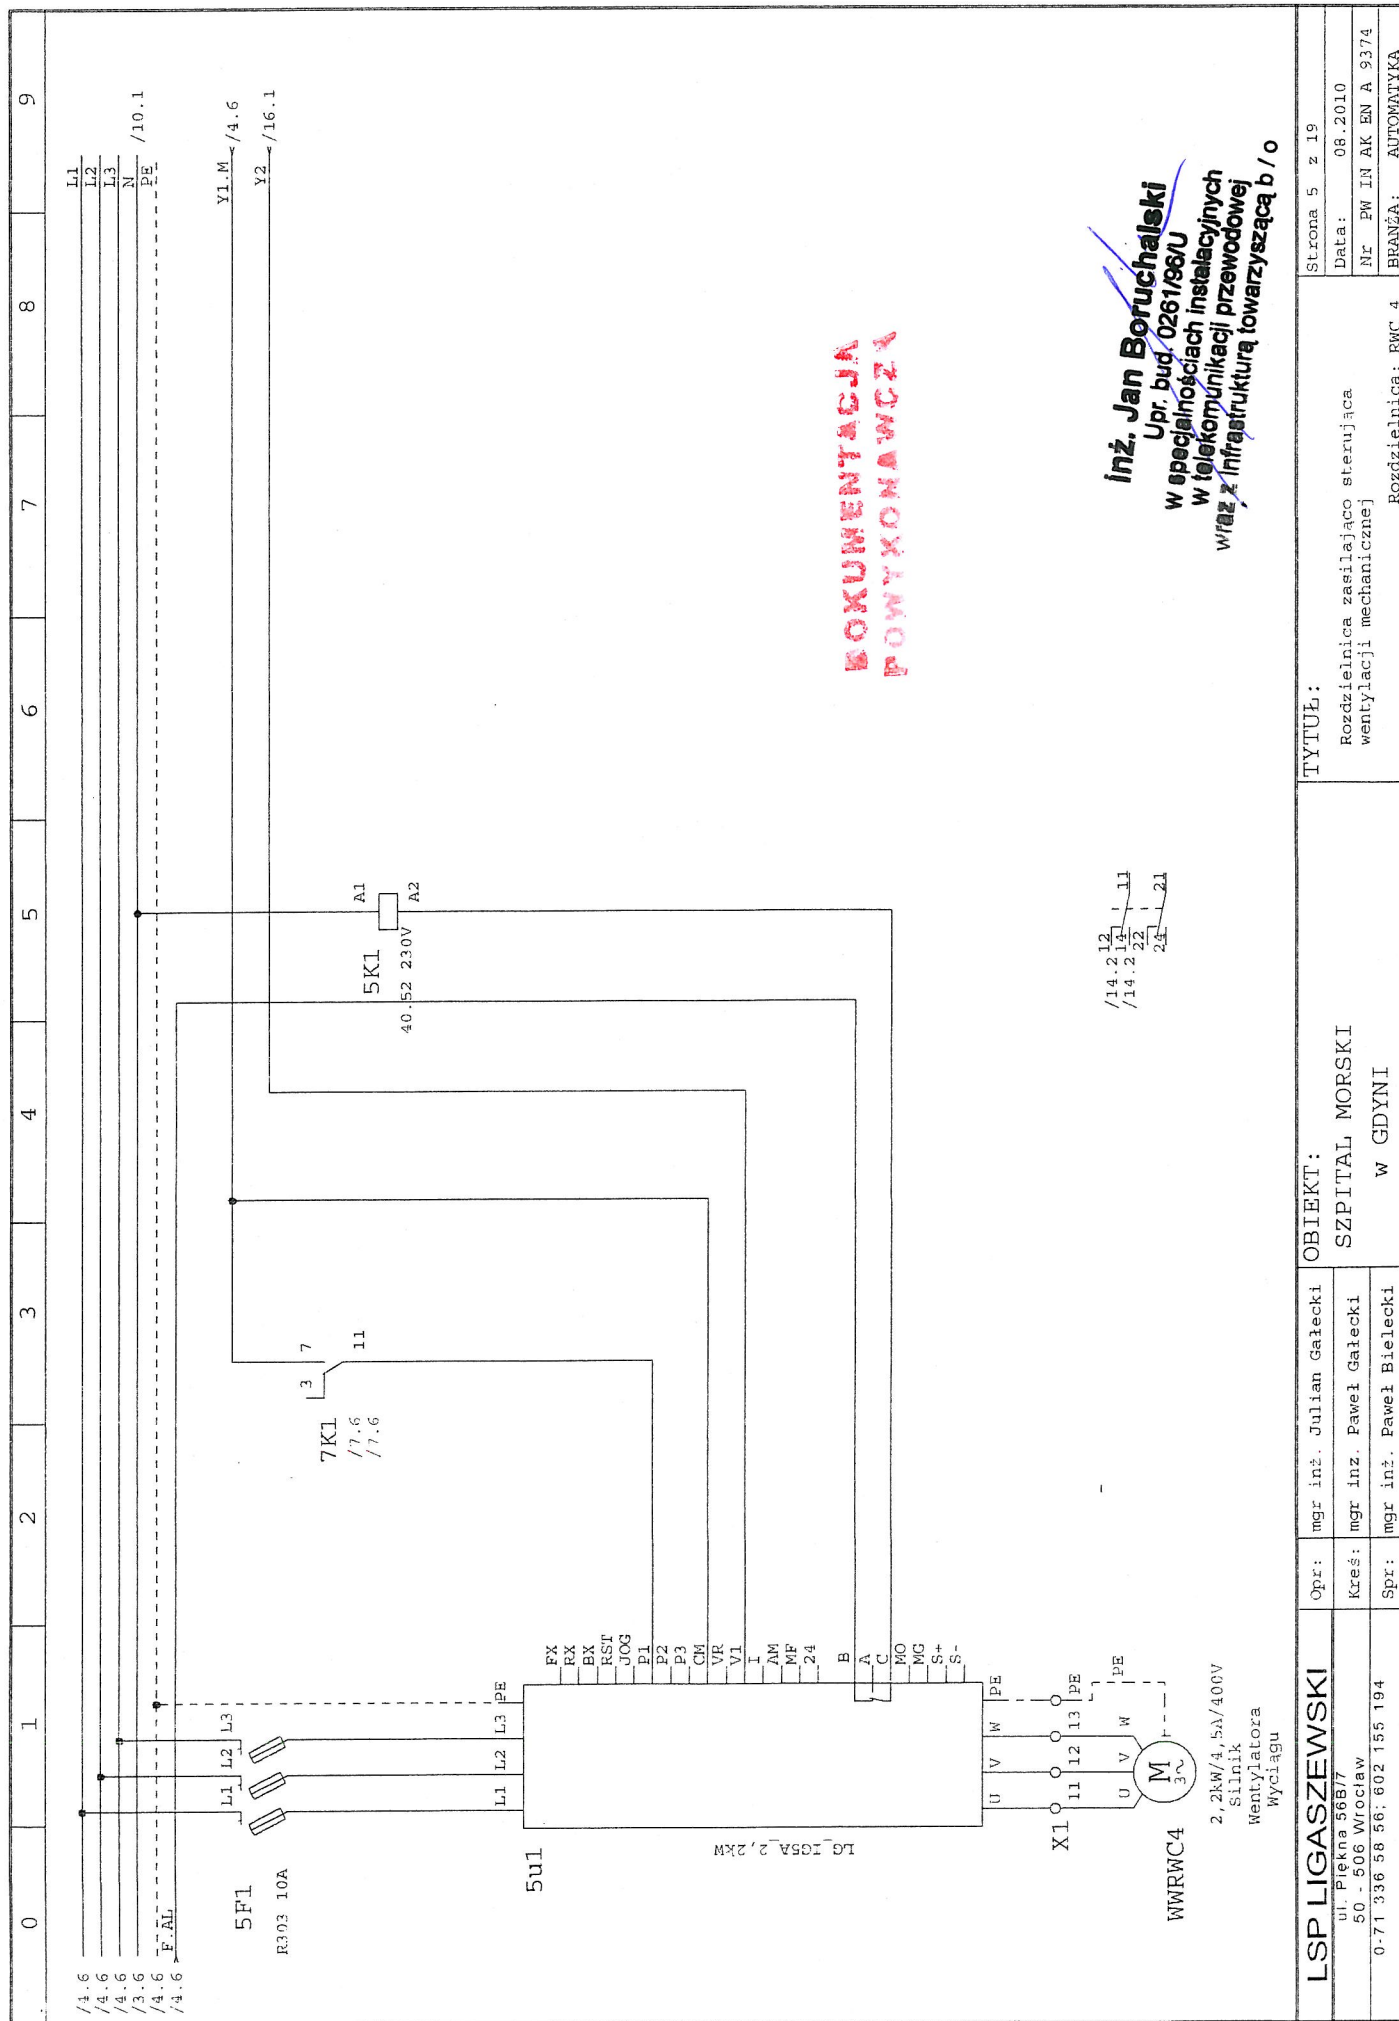 0 1 2 3 4 5 6 7 8 9
/4.6 L1
/4.6 L2
/4.6 L3
/3.6 N /10.1
/4.6 PE
/4.6 F.AL
Y1.M /4.6
Y2 /16.1
5F1
R303 10A
L1 L2 L3
7K1
/7.6
/7.6
3 7
11
5K1
40.52 230V
A1
A2
5u1
LG_IG5A_2,2kW
L1 L2 L3 PE
FX
RX
BX
RST
JOG
P1
P2
P3
CM
VR
V1
I
AM
MF
24
B
A
C
MO
MG
S+
S-
U V W PE
X1
11 12 13 PE
U V W PE
WWRWC4
M
3~
2,2kW/4,5A/400V
Silnik
Wentylatora
Wyciągu
/14.2 12
/14.2 14 11
22
24 21
DOKUMENTACJA
POWYKONAWCZA
inż. Jan Boruchalski
Upr. bud. 0261/96/U
w specjalnościach instalacyjnych
w telekomunikacji przewodowej
wraz z infrastrukturą towarzyszącą b/o
LSP LIGASZEWSKI
ul. Piękna 56B/7
50 - 506 Wrocław
0-71 336 58 56; 602 155 194
Opr: mgr inż. Julian Gałecki
Kreś: mgr inz. Paweł Gałecki
Spr: mgr inż. Paweł Bielecki
OBIEKT:
SZPITAL MORSKI
W GDYNI
TYTUŁ:
Rozdzielnica zasilająco sterująca
wentylacji mechanicznej
Rozdzielnica: RWC 4
Strona 5 z 19
Data: 08.2010
Nr PW IN AK EN A 9374
BRANŻA: AUTOMATYKA